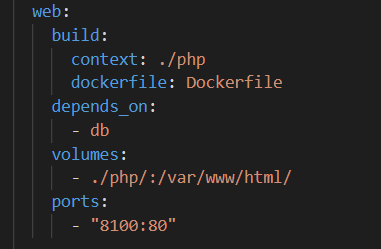 web:
  build:
    context: ./php
    dockerfile: Dockerfile
  depends_on:
    - db
  volumes:
    - ./php/:/var/www/html/
  ports:
    - "8100:80"